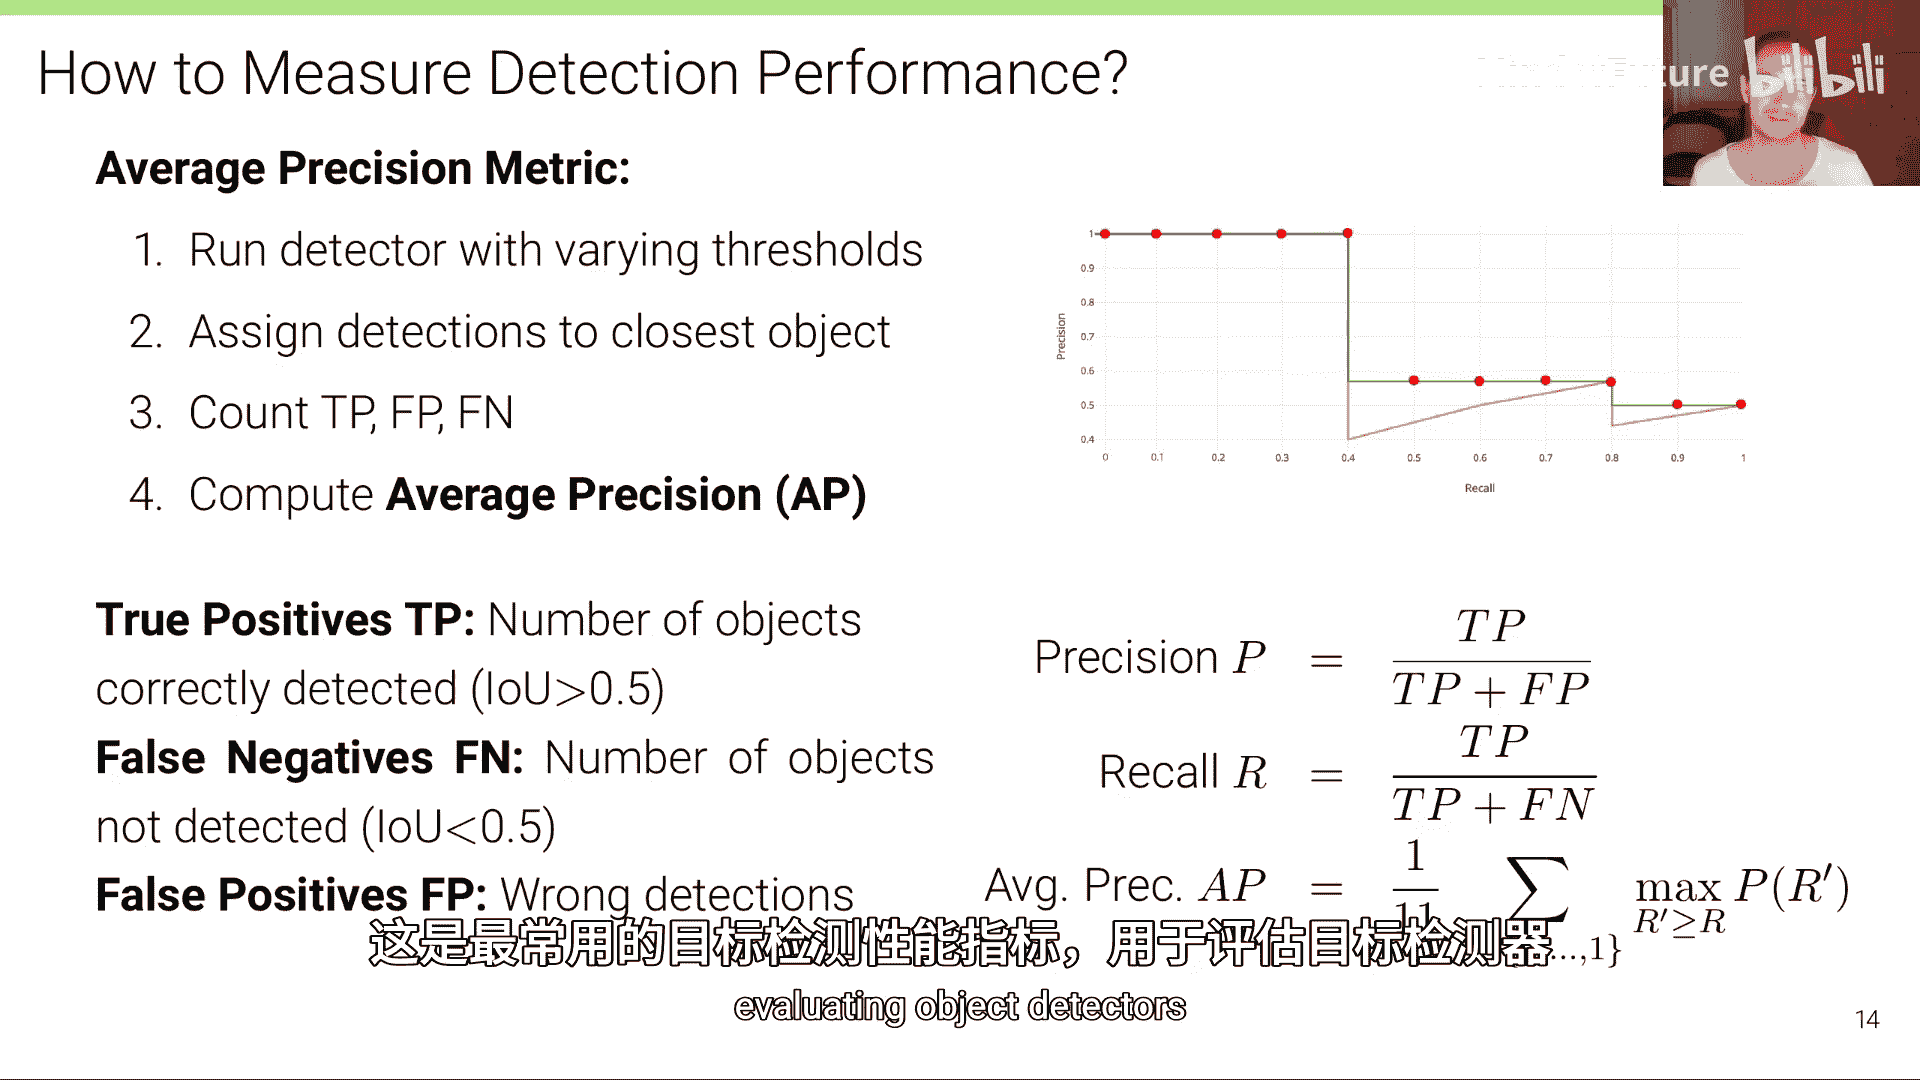 How to Measure Detection Performance?
bilibili
Average Precision Metric:
1. Run detector with varying thresholds
2. Assign detections to closest object
3. Count TP, FP, FN
4. Compute Average Precision (AP)
1
0.9
0.8
0.7
0.6
0.5
0.4
Precision
0 0.1 0.2 0.3 0.4 0.5 0.6 0.7 0.8 0.9 1
Recall
True Positives TP: Number of objects
correctly detected (IoU>0.5)
False Negatives FN: Number of objects
not detected (IoU<0.5)
False Positives FP: Wrong detections
Precision P = TP / TP + FP
Recall R = TP / TP + FN
Avg. Prec. AP = 1 / 11 ∑ max P(R′)
R′≥R
...,1}
这是最常用的目标检测性能指标，用于评估目标检测器
evaluating object detectors
14